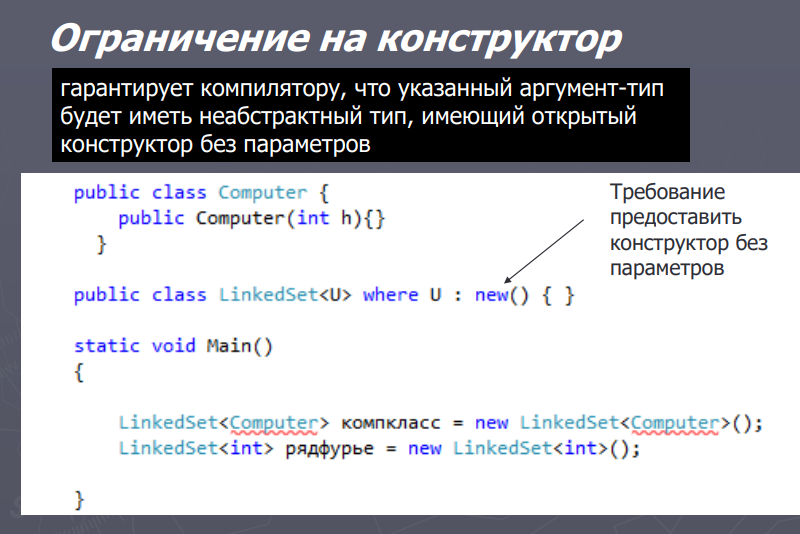 Ограничение на конструктор
гарантирует компилятору, что указанный аргумент-тип
будет иметь неабстрактный тип, имеющий открытый
конструктор без параметров
public class Computer {
public Computer(int h){}
}
Требование
предоставить
конструктор без
параметров
public class LinkedSet<U> where U : new() { }
static void Main()
{
LinkedSet<Computer> компкласс = new LinkedSet<Computer>();
LinkedSet<int> рядфурье = new LinkedSet<int>();
}